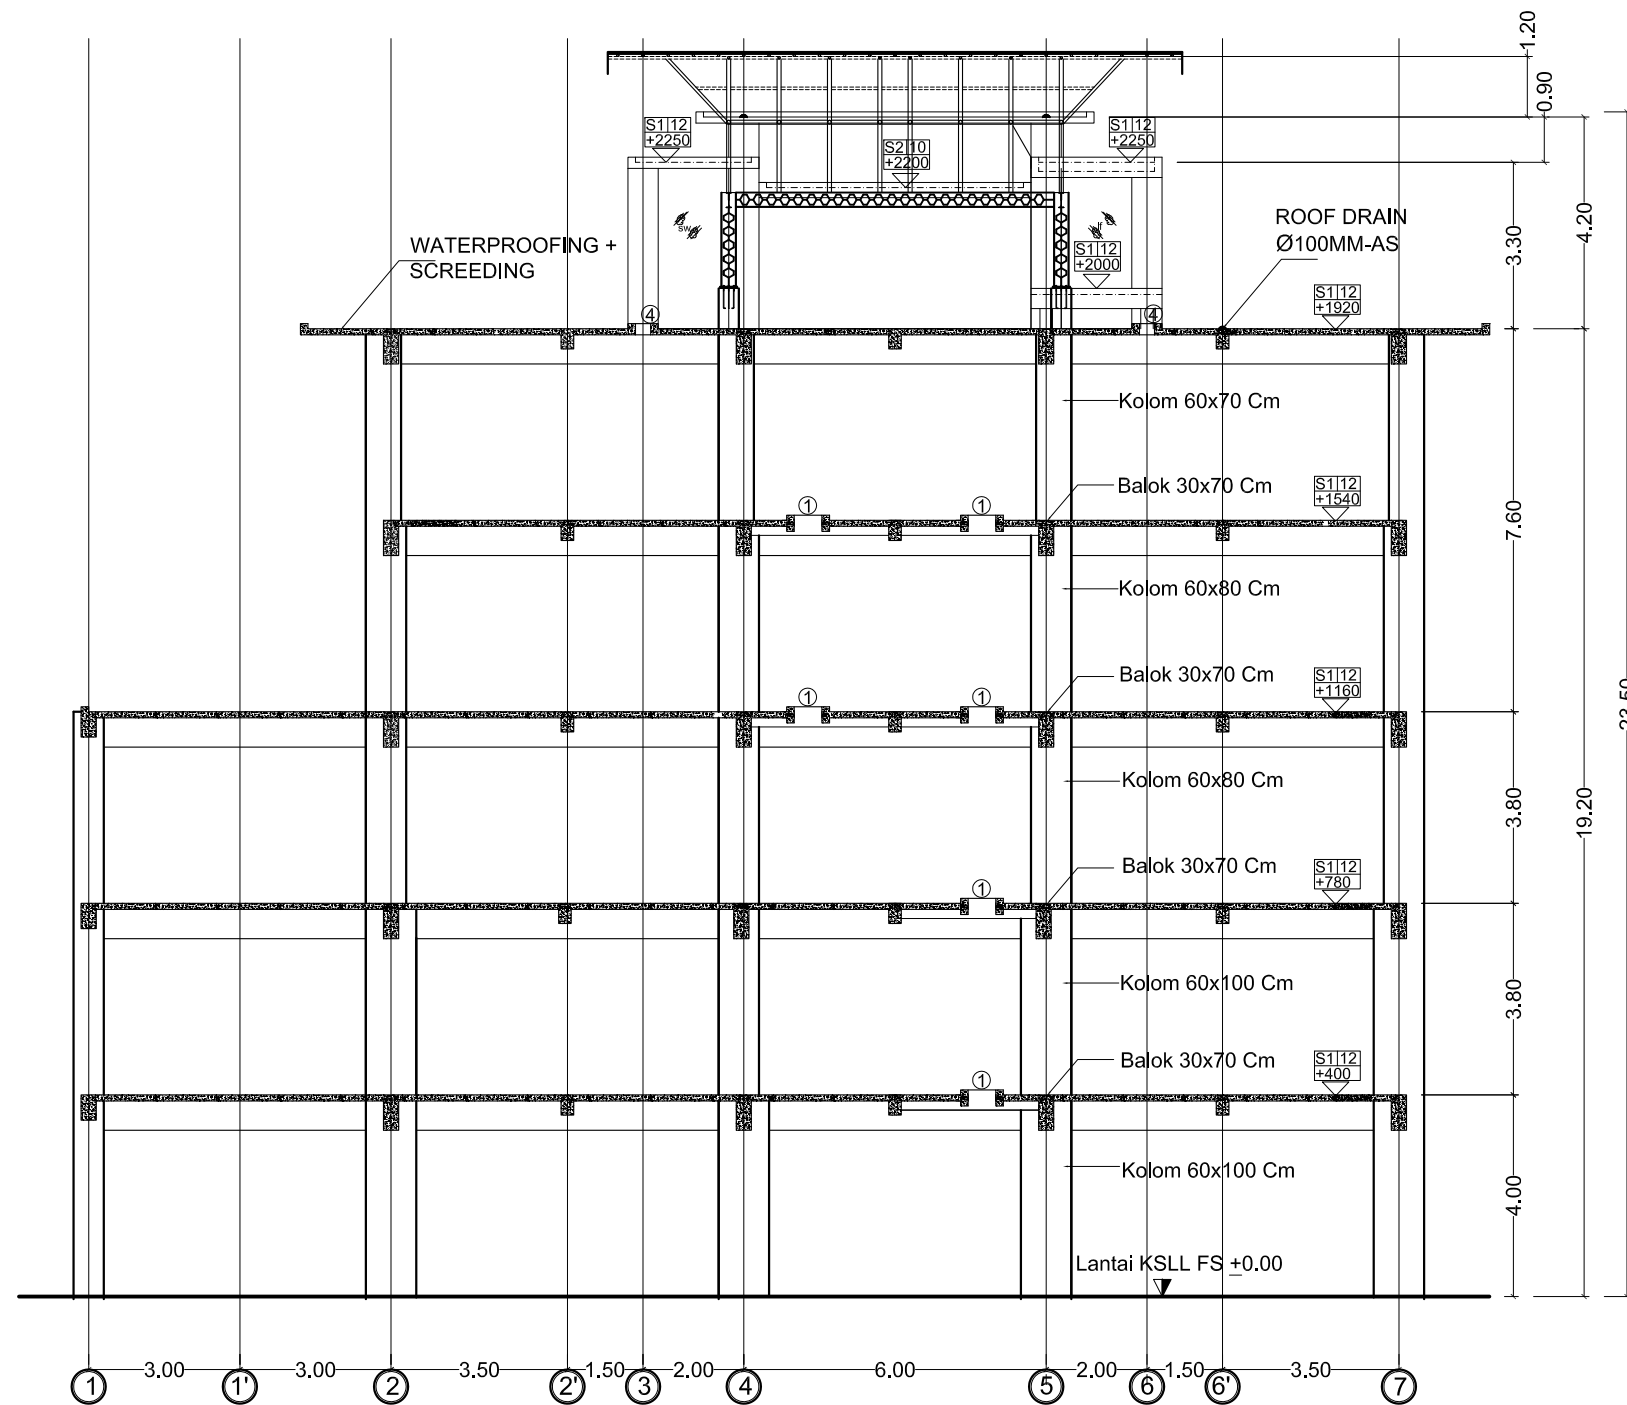 1.20
0.90
S1|12
+2250
S1|12
+2250
S2|10
+2200
4.20
3.30
WATERPROOFING +
SCREEDING
sw
ROOF DRAIN
Ø100MM-AS
S1|12
+2000
S1|12
+1920
4
4
Kolom 60x70 Cm
Balok 30x70 Cm
S1|12
+1540
1
1
7.60
Kolom 60x80 Cm
Balok 30x70 Cm
S1|12
+1160
1
1
23.50
Kolom 60x80 Cm
3.80
19.20
Balok 30x70 Cm
S1|12
+780
1
Kolom 60x100 Cm
3.80
Balok 30x70 Cm
S1|12
+400
1
Kolom 60x100 Cm
4.00
Lantai KSLL FS ±0.00
3.00 3.00 3.50 1.50 2.00 6.00 2.00 1.50 3.50
1 1' 2 2' 3 4 5 6 6' 7